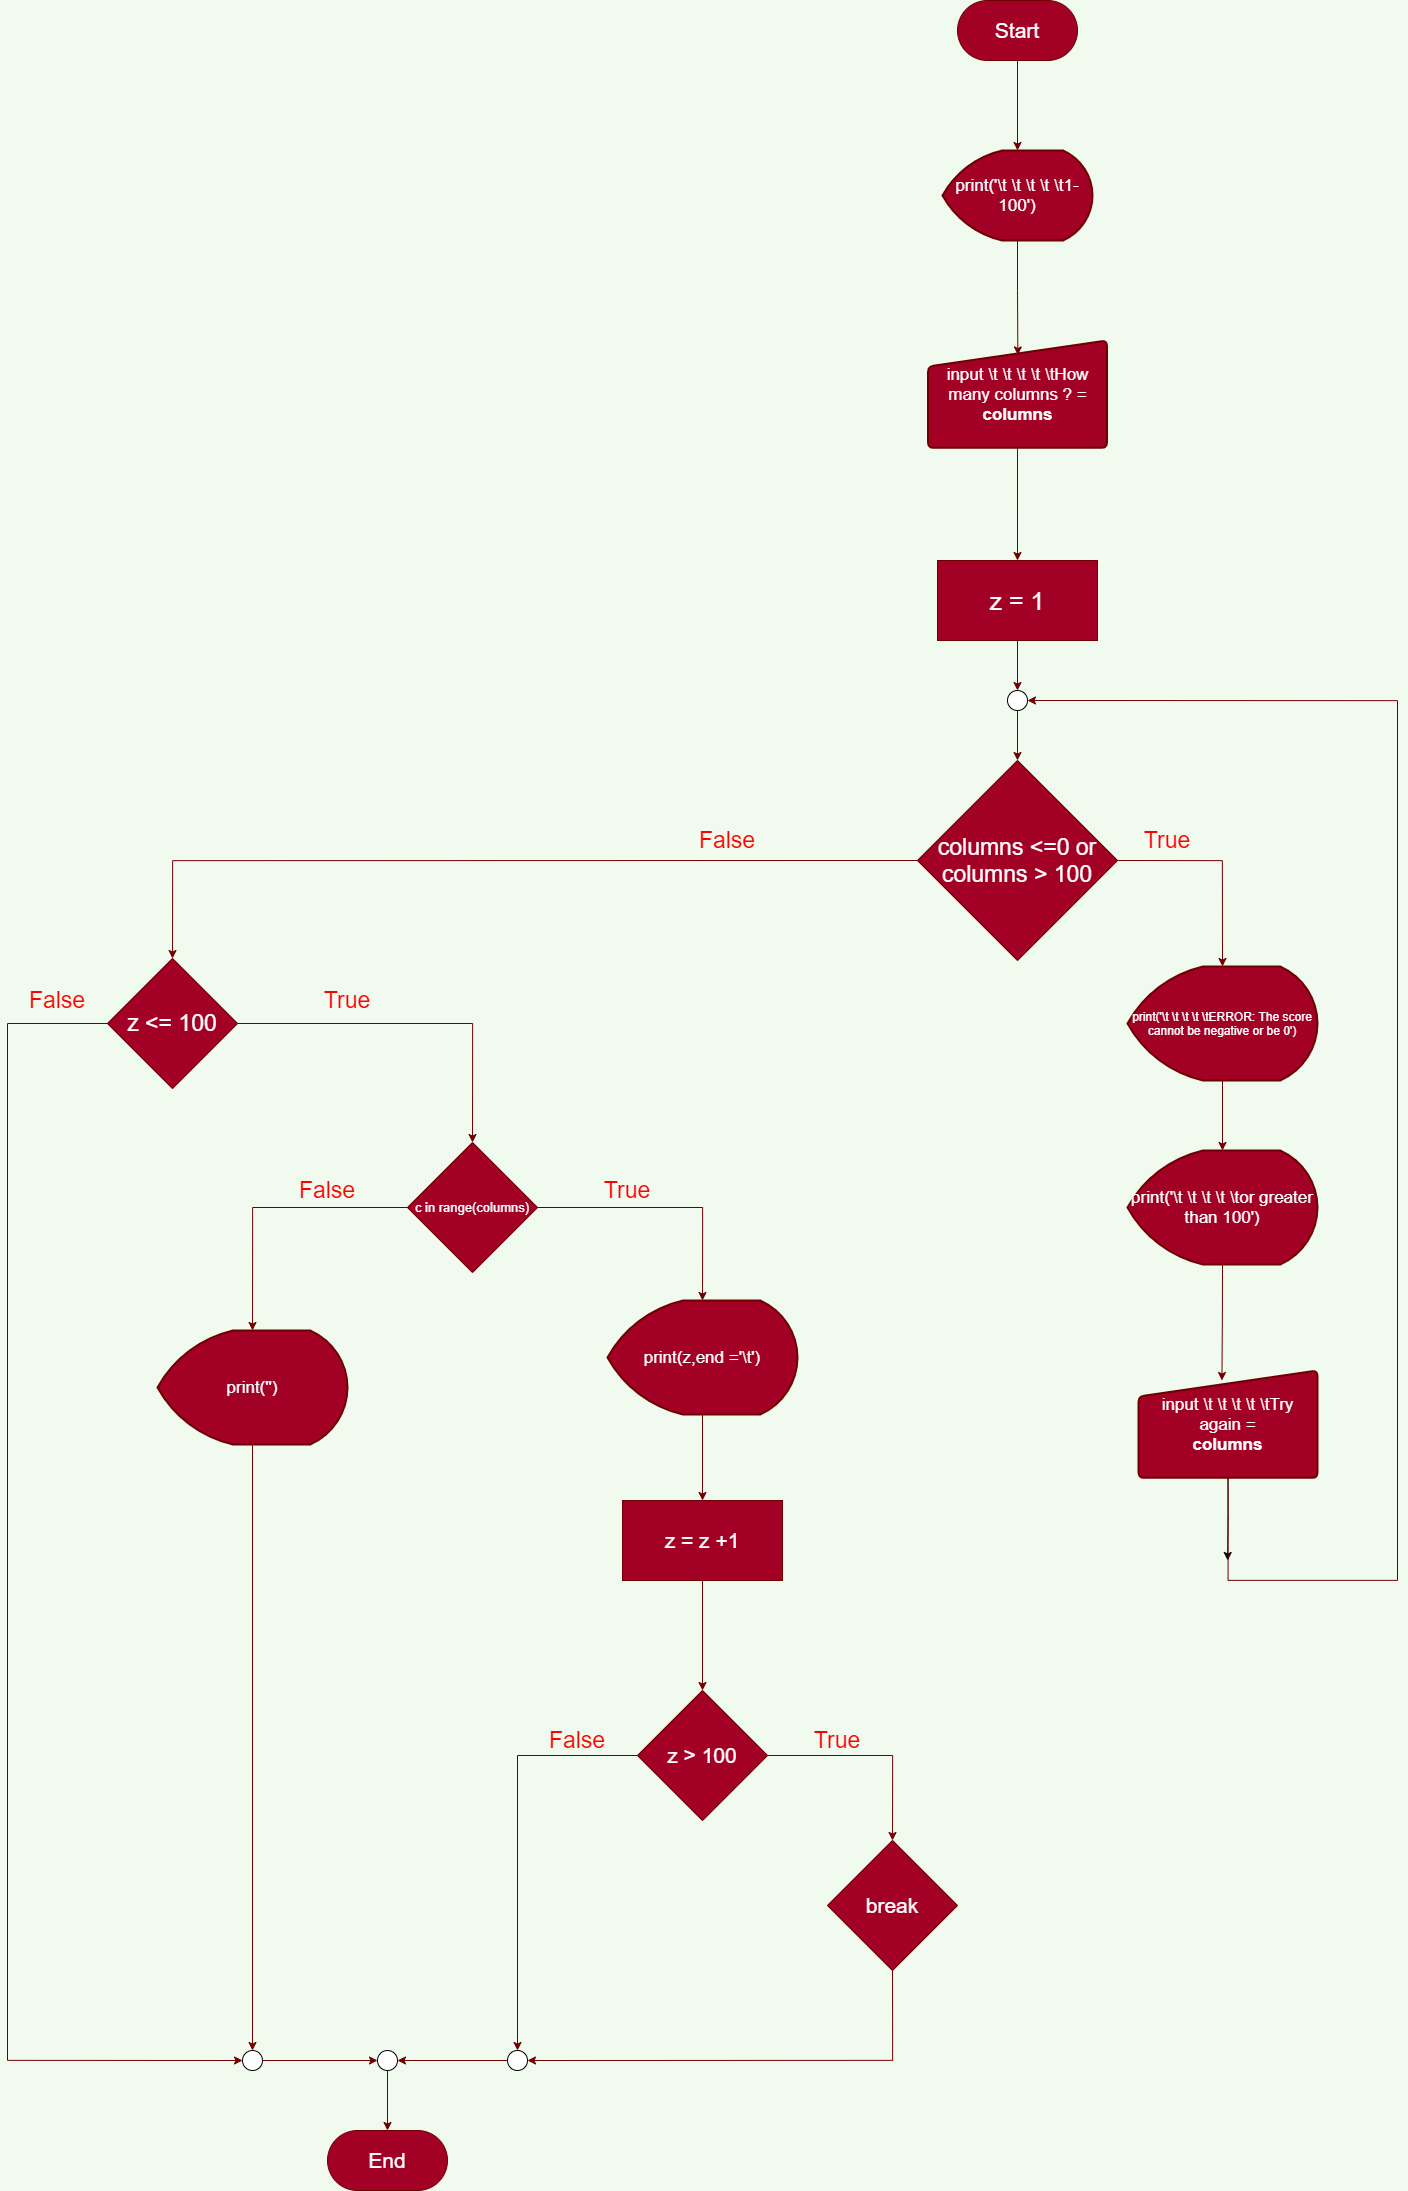 Start
print('\t \t \t \t \t1-
100')
input \t \t \t \t \tHow
many columns ? =
columns
z = 1
columns <=0 or
columns > 100
False
True
z <= 100
False
True
print('\t \t \t \t \tERROR: The score
cannot be negative or be 0')
c in range(columns)
False
True
print('\t \t \t \t \tor greater
than 100')
print('')
print(z,end ='\t')
input \t \t \t \t \tTry
again =
columns
z = z +1
z > 100
False
True
break
End